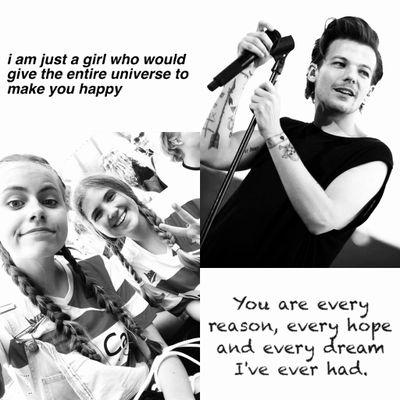 i am just a girl who would
give the entire universe to
make you happy
You are every
reason, every hope
and every dream
I've ever had.